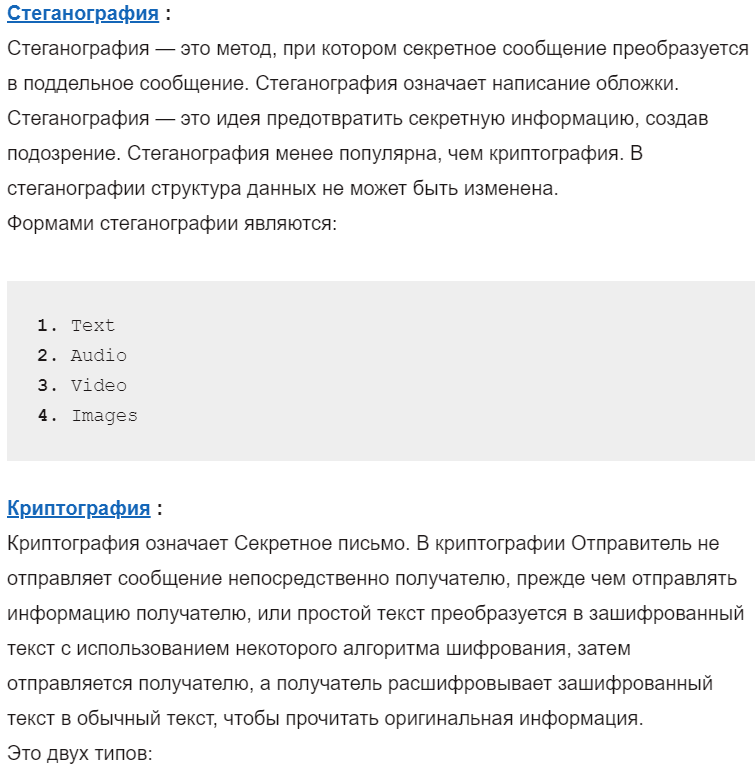 Стеганография :
Стеганография — это метод, при котором секретное сообщение преобразуется
в поддельное сообщение. Стеганография означает написание обложки.
Стеганография — это идея предотвратить секретную информацию, создав
подозрение. Стеганография менее популярна, чем криптография. В
стеганографии структура данных не может быть изменена.
Формами стеганографии являются:
1. Text
2. Audio
3. Video
4. Images
Криптография :
Криптография означает Секретное письмо. В криптографии Отправитель не
отправляет сообщение непосредственно получателю, прежде чем отправлять
информацию получателю, или простой текст преобразуется в зашифрованный
текст с использованием некоторого алгоритма шифрования, затем
отправляется получателю, а получатель расшифровывает зашифрованный
текст в обычный текст, чтобы прочитать оригинальная информация.
Это двух типов: